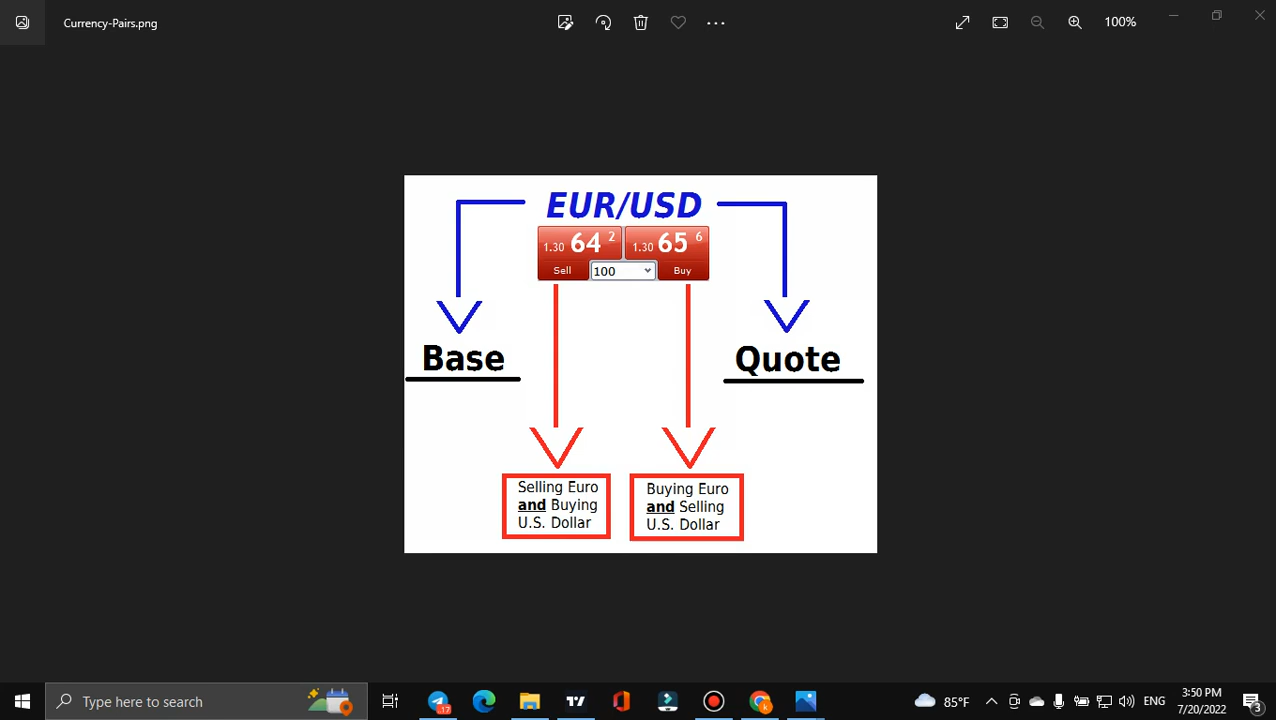 Currency-Pairs.png
100%
EUR/USD
1.30 64 2
1.30 65 6
Sell
100
Buy
Base
Quote
Selling Euro
and Buying
U.S. Dollar
Buying Euro
and Selling
U.S. Dollar
Type here to search
17
85°F
ENG
3:50 PM
7/20/2022
3